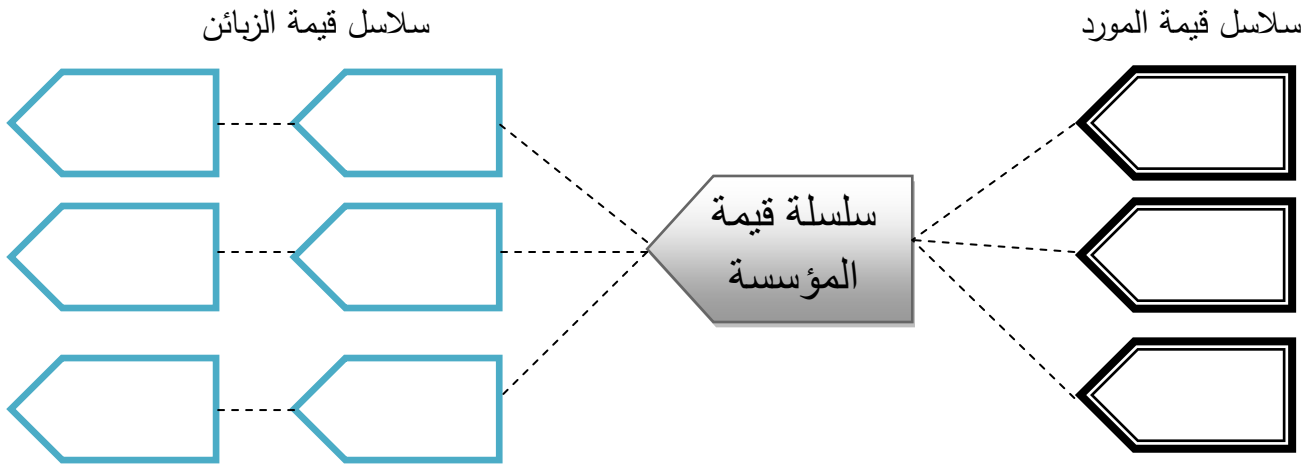 سلاسل قيمة المورد
سلاسل قيمة الزبائن
سلسلة قيمة
المؤسسة